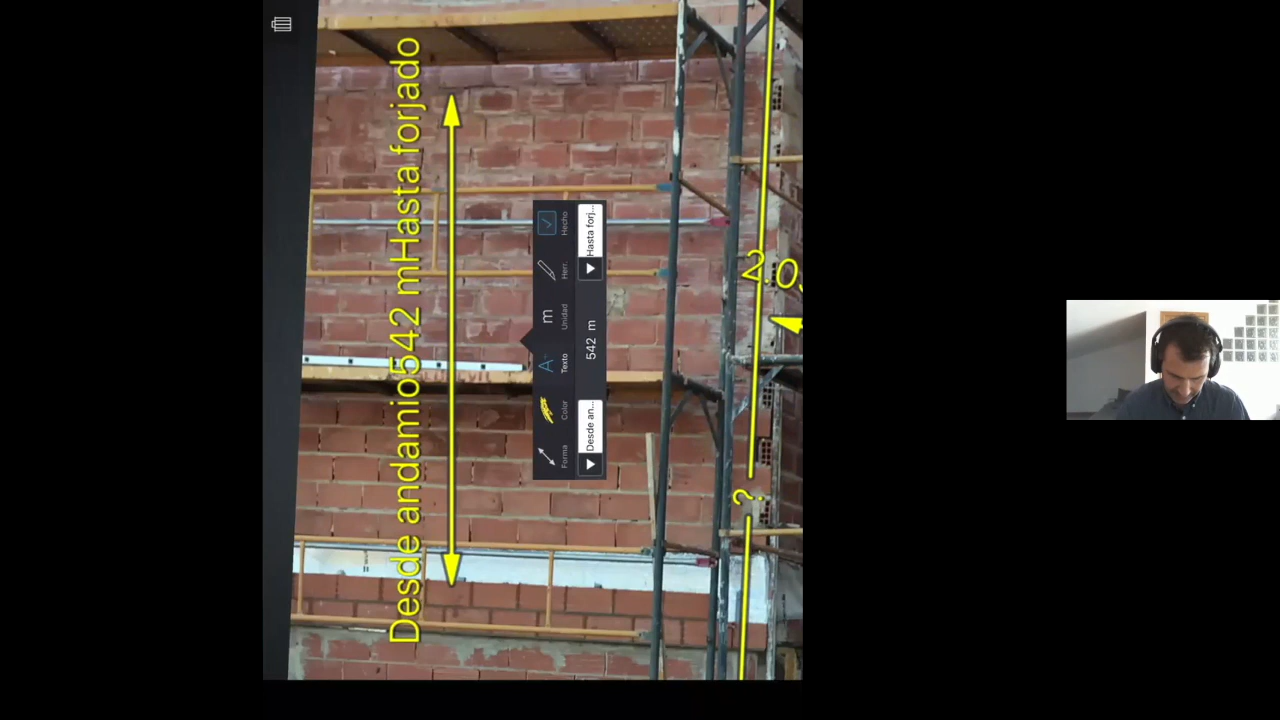 Desde andamio542 mHasta forjado
Forma
Color
Texto
Unidad
Herr.
Hecho
A+
m
Desde an...
542 m
Hasta forj...
?
2.0